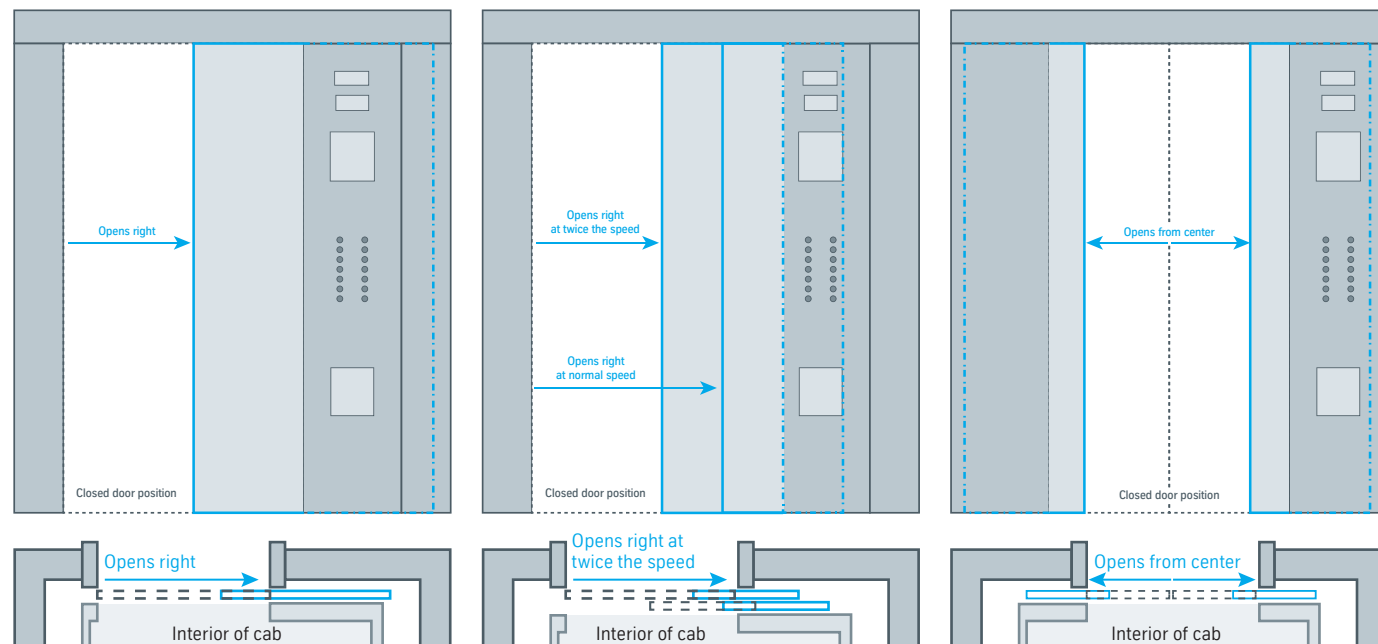 Opens right
Closed door position
Opens right
at twice the speed
Opens right
at normal speed
Closed door position
Opens from center
Closed door position
Opens right
Interior of cab
Opens right at
twice the speed
Interior of cab
Opens from center
Interior of cab